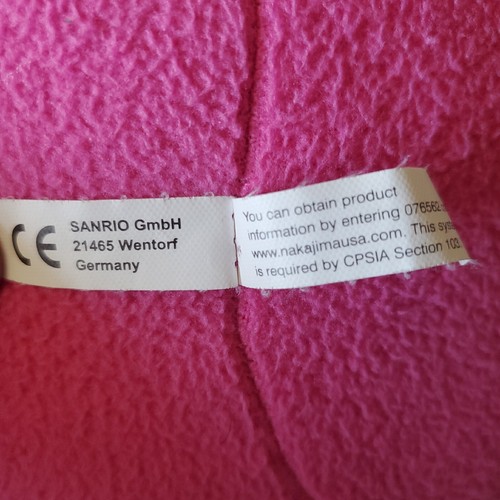 CE SANRIO GmbH
21465 Wentorf
Germany
You can obtain product
information by entering 076562
www.nakajimausa.com. This
is required by CPSIA Section